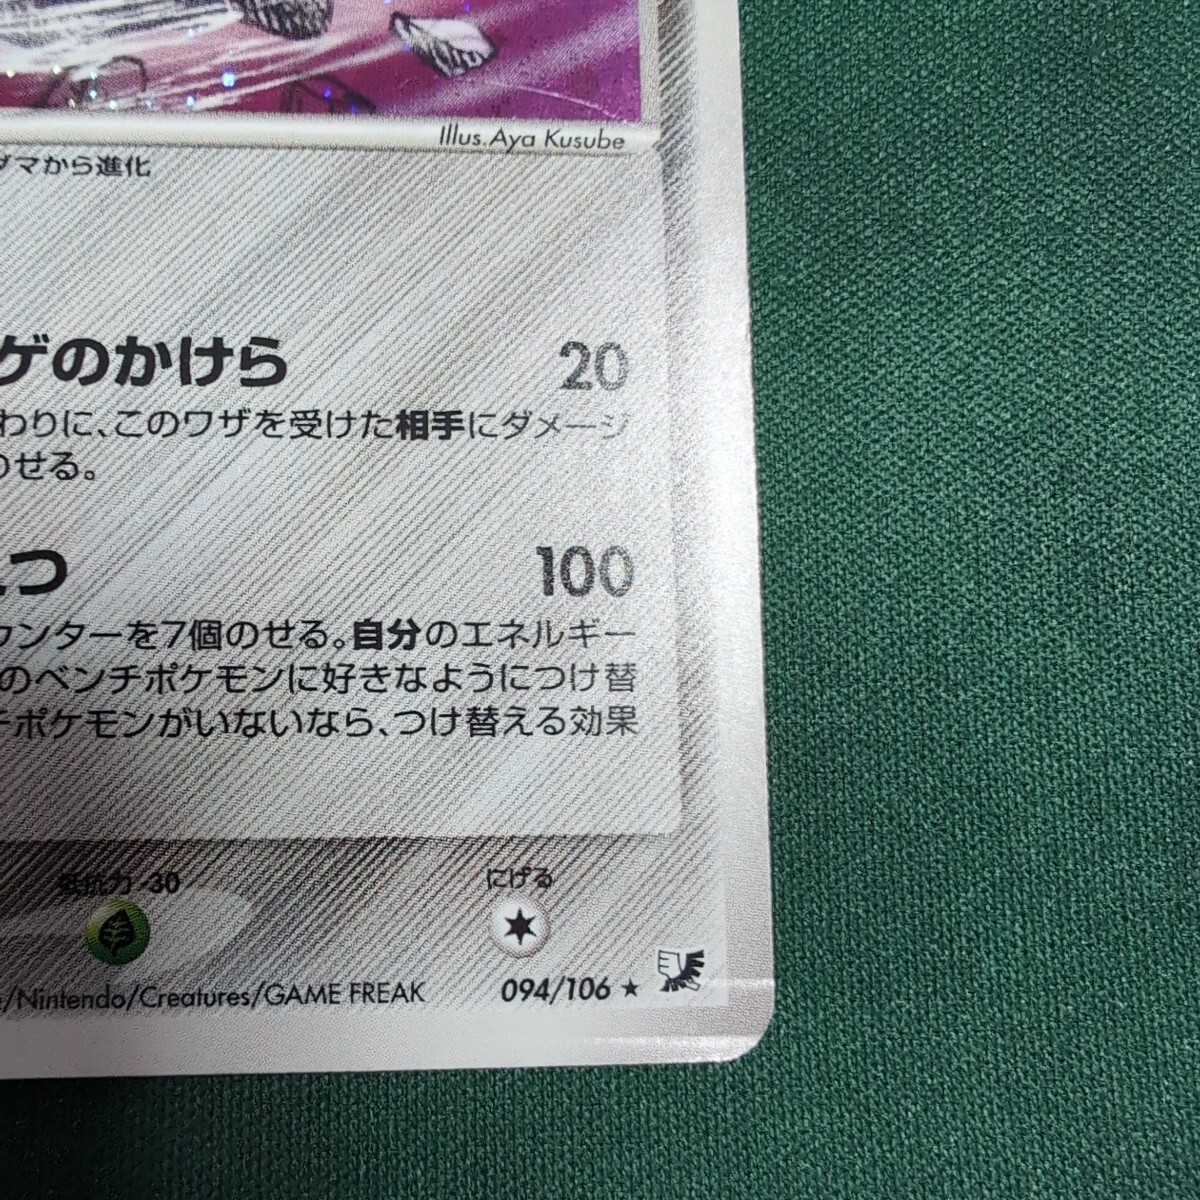 Illus. Aya Kusube
ダマから進化
ゲのかけら 20
わりに、このワザを受けた相手にダメージ
のせる。
つ 100
ウンターを7個のせる。自分のエネルギー
のベンチポケモンに好きなようにつけ替
チポケモンがいないなら、つけ替える効果
抵抗力 -30 にげる
/Nintendo/Creatures/GAME FREAK 094/106 ★